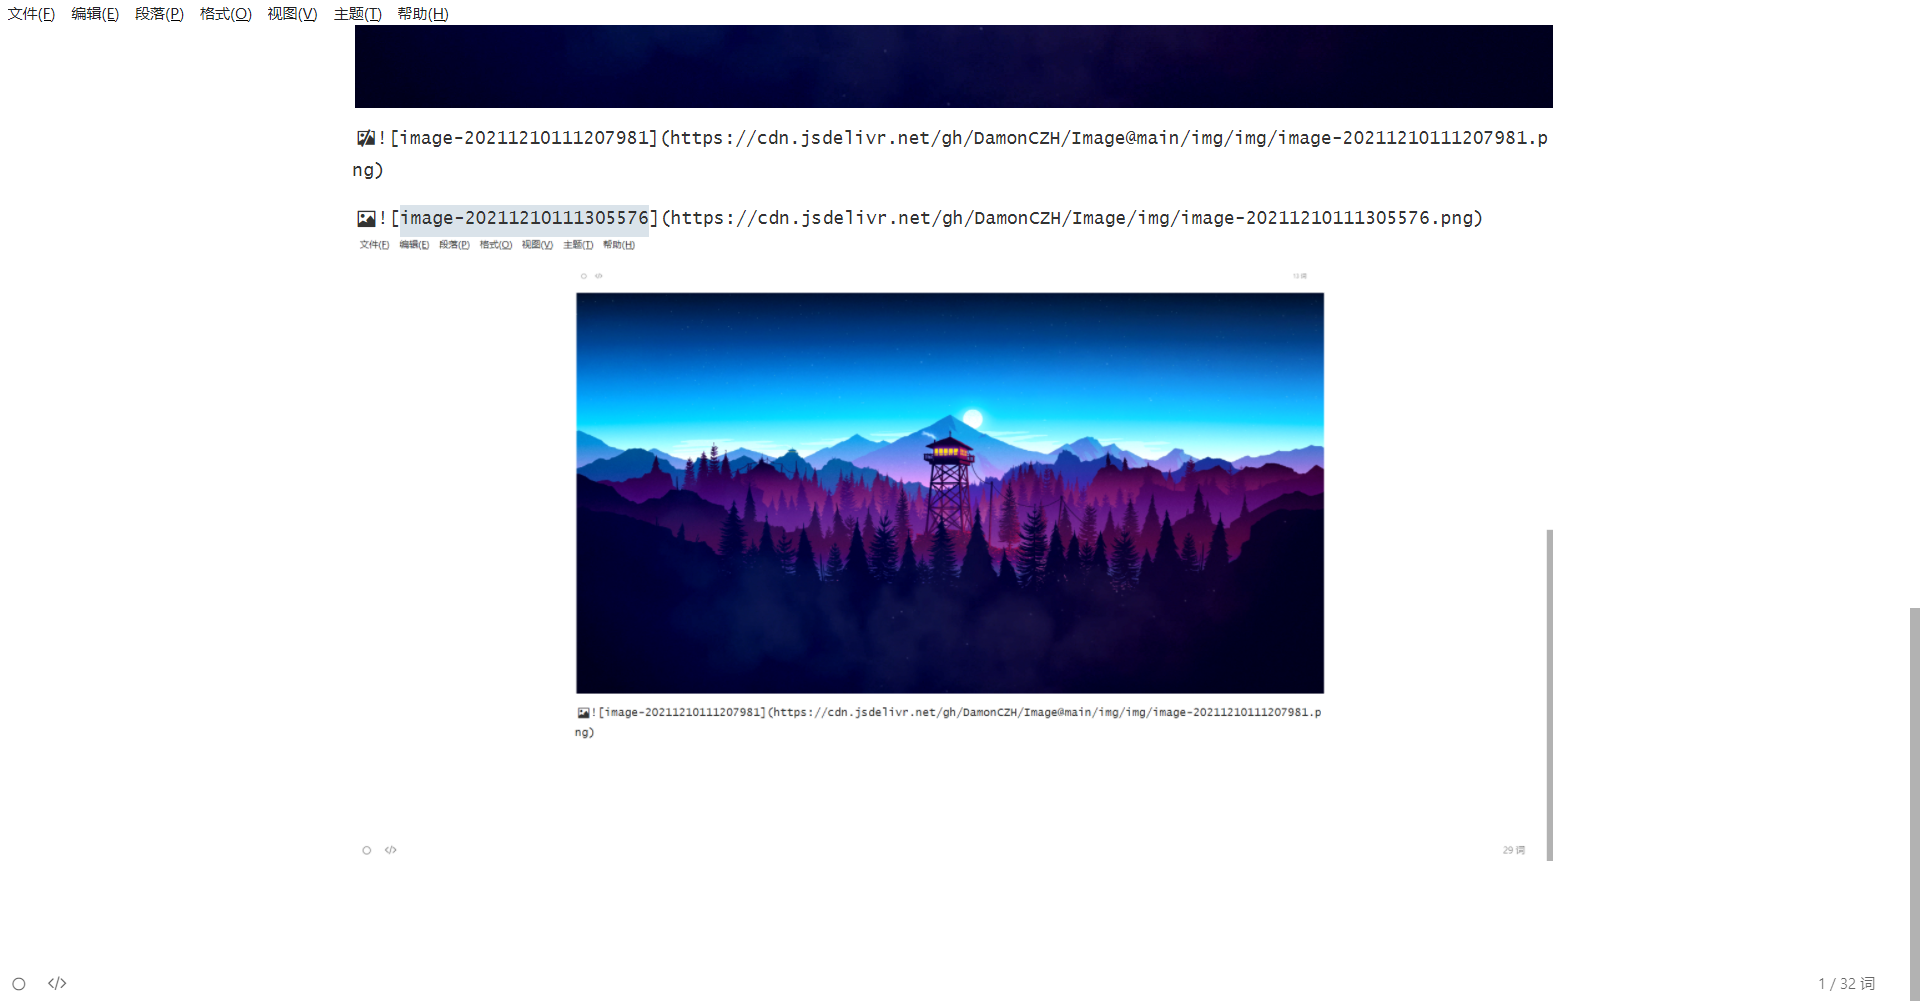 文件(F) 编辑(E) 段落(P) 格式(O) 视图(V) 主题(T) 帮助(H)
![image-20211210111207981](https://cdn.jsdelivr.net/gh/DamonCZH/Image@main/img/img/image-20211210111207981.p
ng)
![image-20211210111305576](https://cdn.jsdelivr.net/gh/DamonCZH/Image/img/image-20211210111305576.png)
文件(F) 编辑(E) 段落(P) 格式(O) 视图(V) 主题(T) 帮助(H)
</>
![image-20211210111207981](https://cdn.jsdelivr.net/gh/DamonCZH/Image@main/img/img/image-20211210111207981.p
ng)
</> 29 词
</> 1 / 32 词